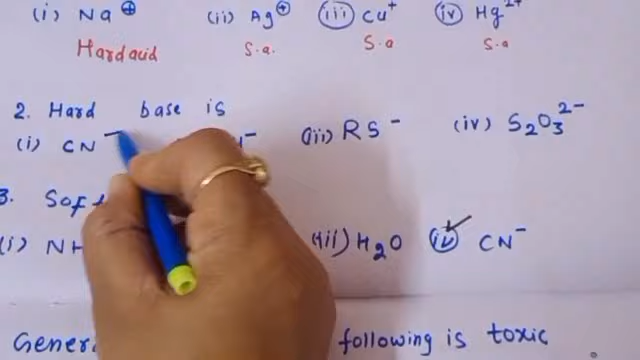 (i) Na⊕ (ii) Ag⊕ (iii) Cu⁺ (iv) Hg²⁺
Hard acid S.a. S.a S.a
2. Hard base is
(i) CN⁻ (iii) RS⁻ (iv) S₂O₃²⁻
3.
(i) (iii) H₂O (iv) CN⁻
following is toxic